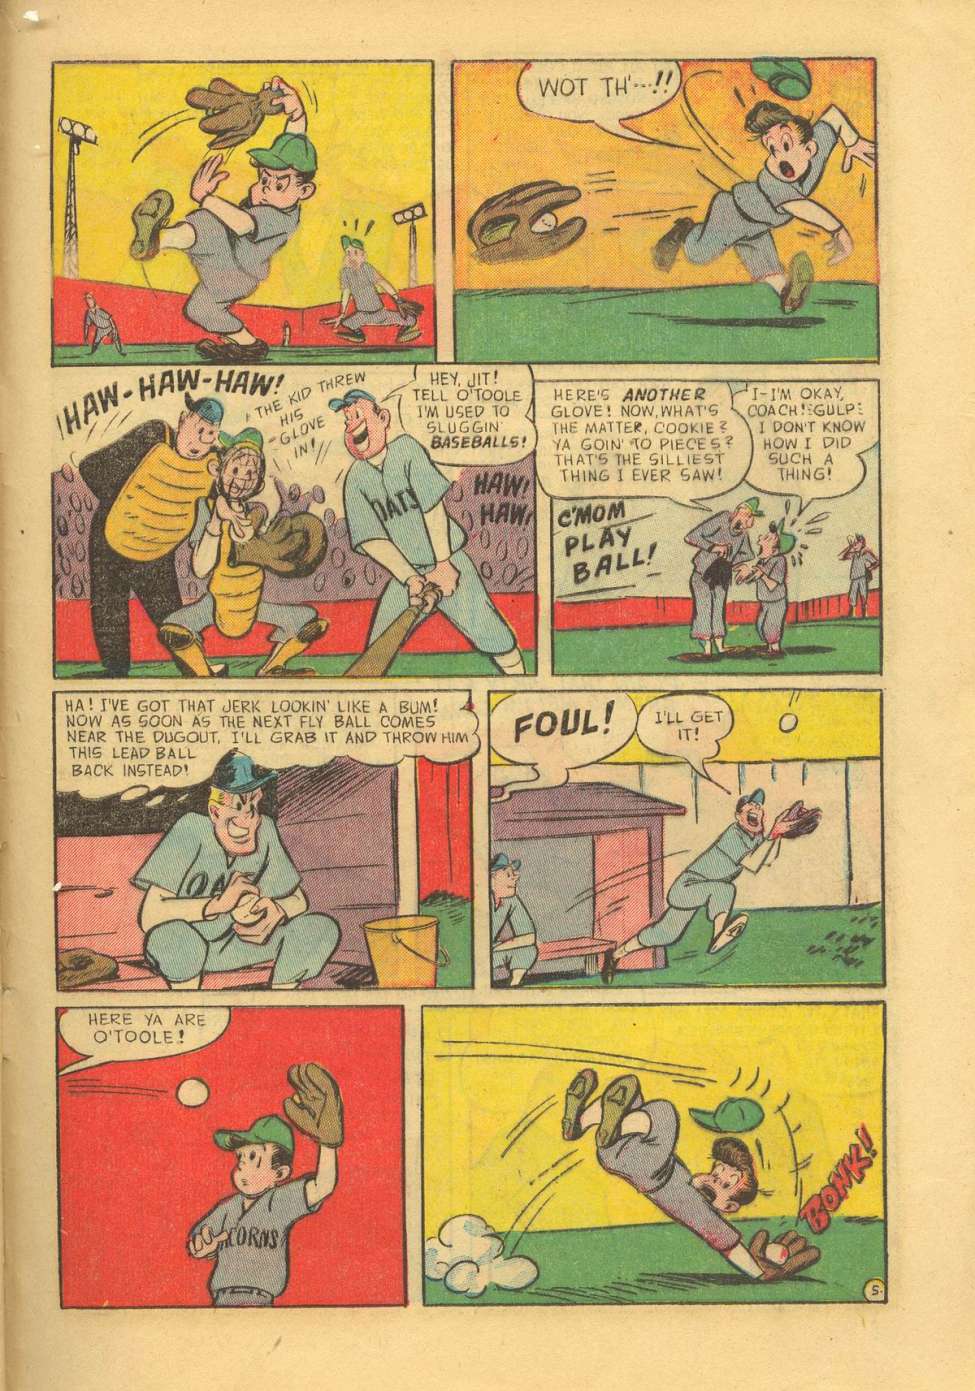 WOT TH'---!!
HAW-HAW-HAW!
THE KID THREW
HIS
GLOVE
IN!
HEY, JIT!
TELL O'TOOLE
I'M USED TO
SLUGGIN'
BASEBALLS!
OATS
HAW!
HAW!
HERE'S ANOTHER
GLOVE! NOW, WHAT'S
THE MATTER, COOKIE?
YA GOIN' TO PIECES?
THAT'S THE SILLIEST
THING I EVER SAW!
I-I'M OKAY,
COACH! :GULP:
I DON'T KNOW
HOW I DID
SUCH A
THING!
C'MOM
PLAY
BALL!
HA! I'VE GOT THAT JERK LOOKIN' LIKE A BUM!
NOW AS SOON AS THE NEXT FLY BALL COMES
NEAR THE DUGOUT, I'LL GRAB IT AND THROW HIM
THIS LEAD BALL
BACK INSTEAD!
OAT
FOUL!
I'LL GET
IT!
HERE YA ARE
O'TOOLE!
CORNS
BONK!
5